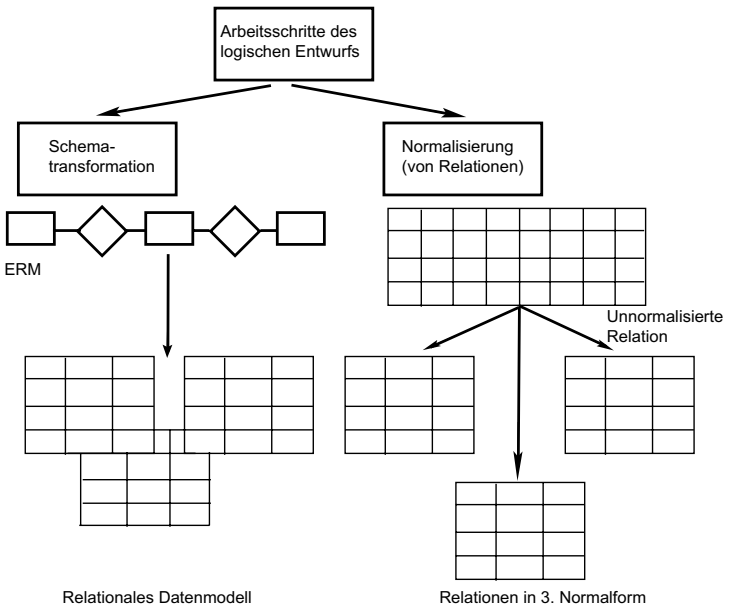 Arbeitsschritte des
logischen Entwurfs
Schema-
transformation
Normalisierung
(von Relationen)
ERM
Unnormalisierte
Relation
Relationales Datenmodell
Relationen in 3. Normalform